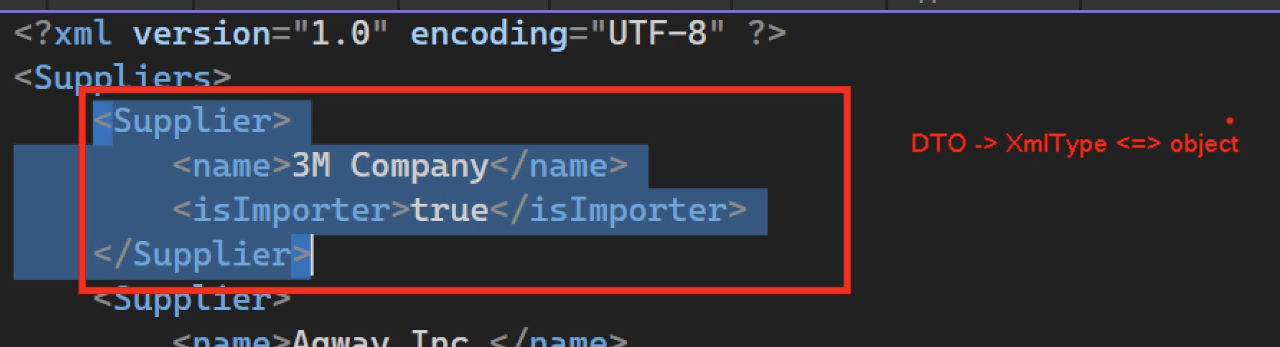 <?xml version="1.0" encoding="UTF-8" ?>
<Suppliers>
<Supplier>
<name>3M Company</name>
<isImporter>true</isImporter>
</Supplier>
<Supplier>
<name>Agway Inc.</name>
DTO -> XmlType <=> object